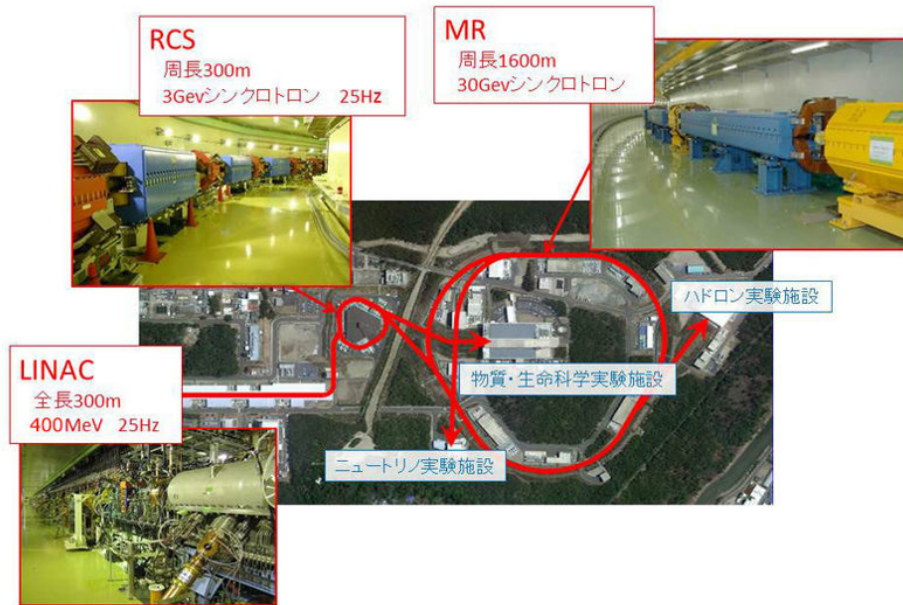 RCS
周長300m
3Gevシンクロトロン 25Hz
MR
周長1600m
30Gevシンクロトロン
ハドロン実験施設
物質・生命科学実験施設
LINAC
全長300m
400MeV 25Hz
ニュートリノ実験施設